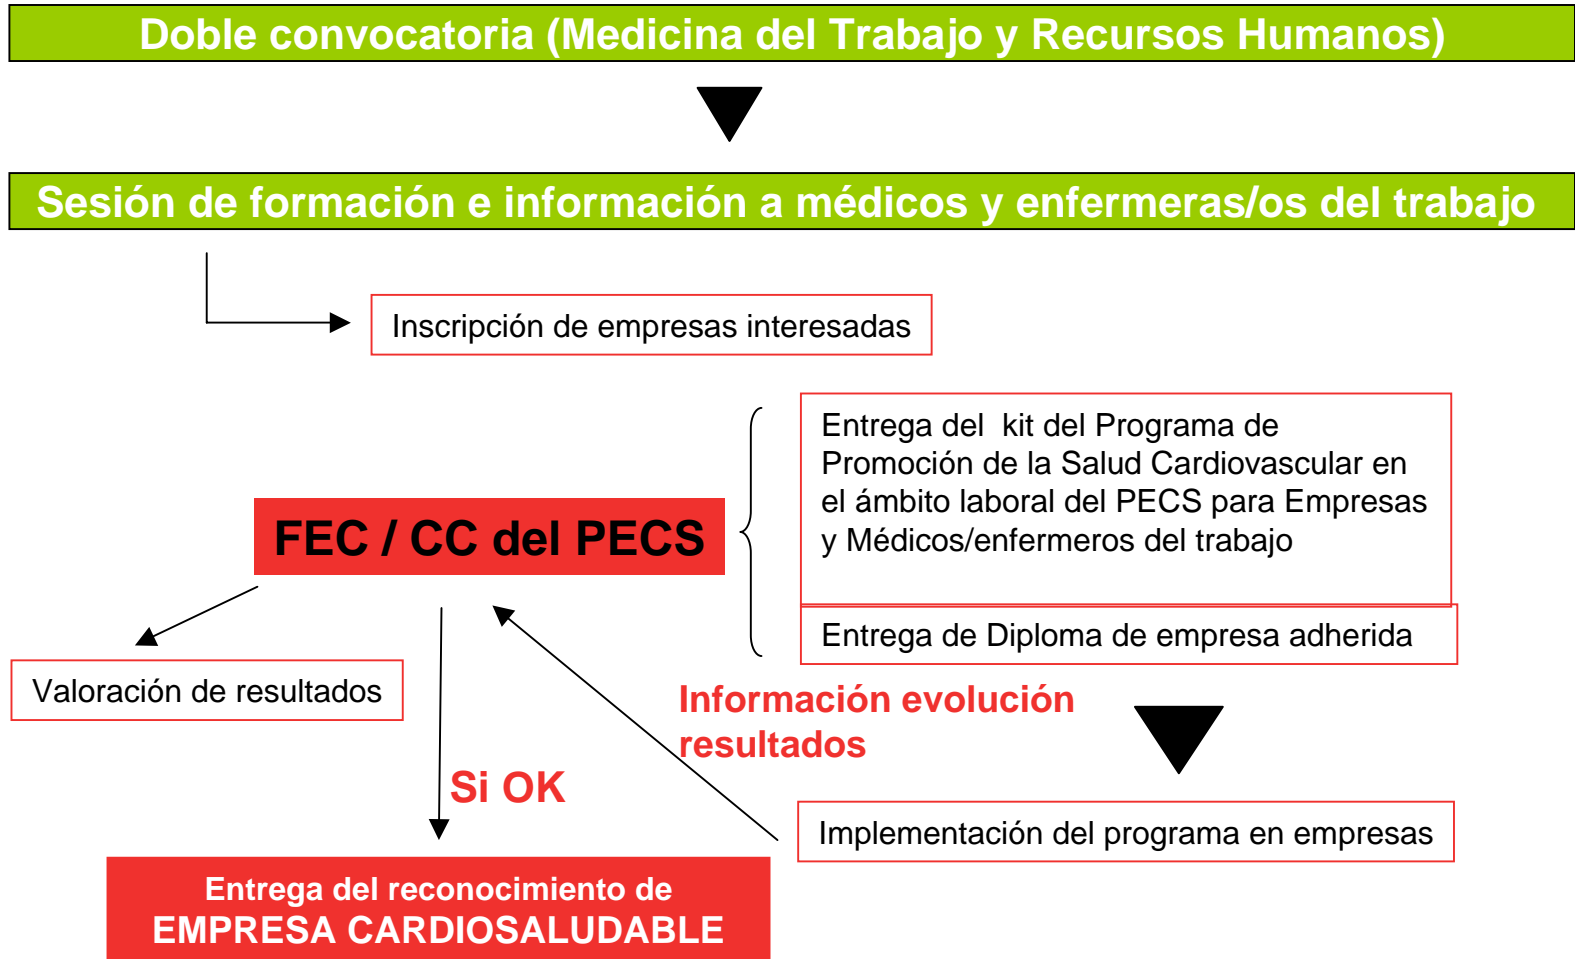 Doble convocatoria (Medicina del Trabajo y Recursos Humanos)
Sesión de formación e información a médicos y enfermeras/os del trabajo
Inscripción de empresas interesadas
Entrega del kit del Programa de
Promoción de la Salud Cardiovascular en
el ámbito laboral del PECS para Empresas
y Médicos/enfermeros del trabajo
FEC / CC del PECS
Entrega de Diploma de empresa adherida
Valoración de resultados
Información evolución
resultados
Si OK
Implementación del programa en empresas
Entrega del reconocimiento de
EMPRESA CARDIOSALUDABLE